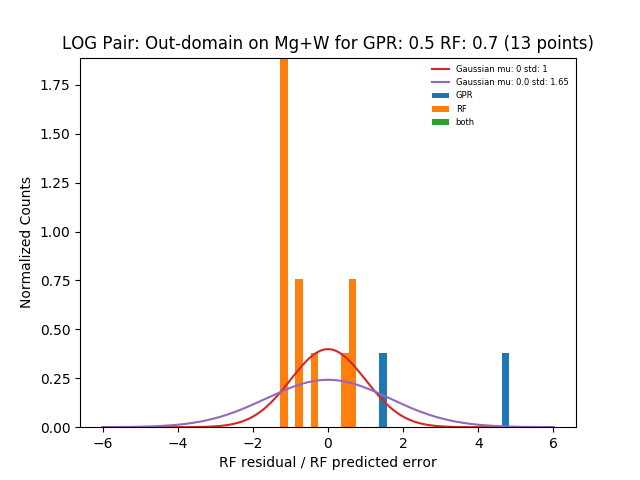 LOG Pair: Out-domain on Mg+W for GPR: 0.5 RF: 0.7 (13 points)
Gaussian mu: 0 std: 1
Gaussian mu: 0.0 std: 1.65
GPR
RF
both
Normalized Counts
1.75
1.50
1.25
1.00
0.75
0.50
0.25
0.00
−6 −4 −2 0 2 4 6
RF residual / RF predicted error